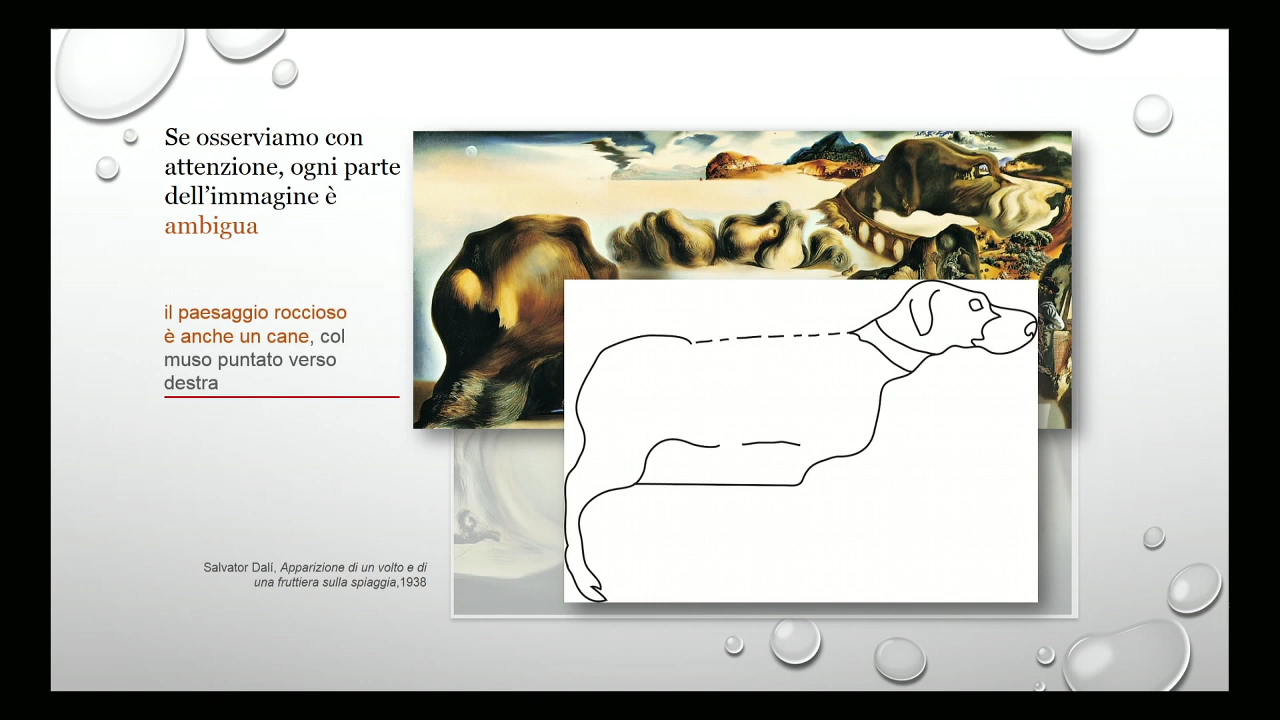 Se osserviamo con
attenzione, ogni parte
dell’immagine è
ambigua
il paesaggio roccioso
è anche un cane, col
muso puntato verso
destra
Salvator Dalí, Apparizione di un volto e di
una fruttiera sulla spiaggia,1938